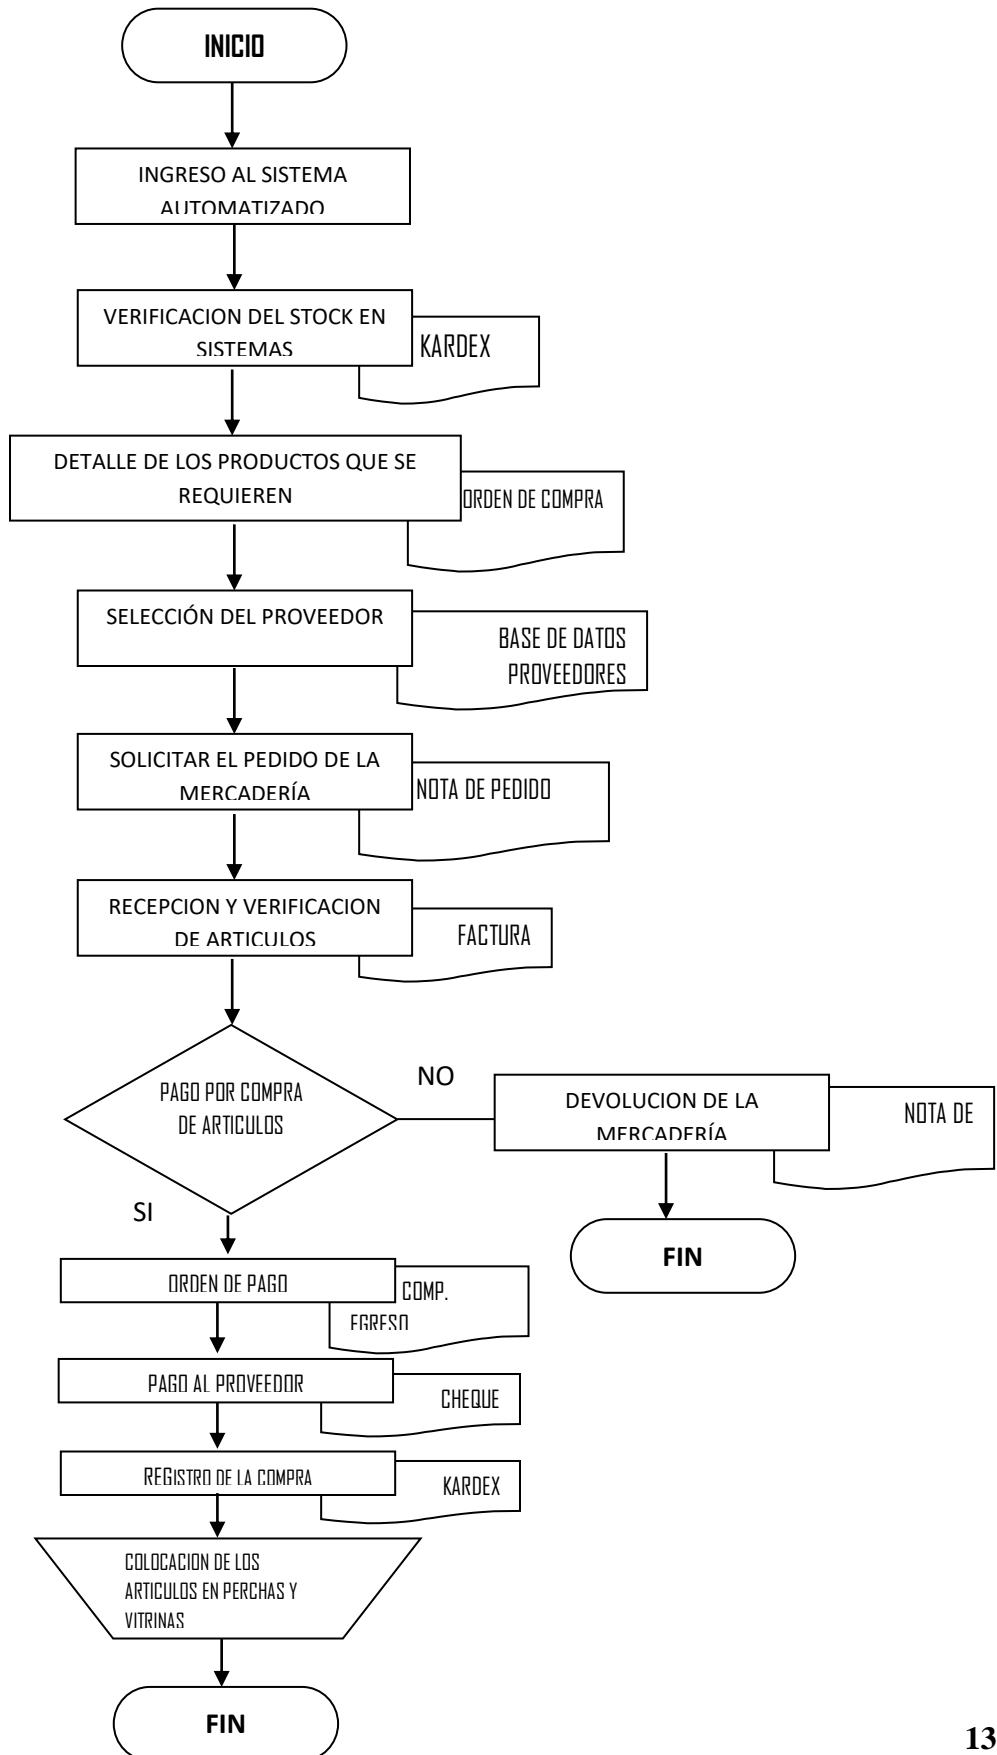 INICIO
INGRESO AL SISTEMA
AUTOMATIZADO
VERIFICACION DEL STOCK EN
SISTEMAS
KARDEX
DETALLE DE LOS PRODUCTOS QUE SE
REQUIEREN
ORDEN DE COMPRA
SELECCIÓN DEL PROVEEDOR
BASE DE DATOS
PROVEEDORES
SOLICITAR EL PEDIDO DE LA
MERCADERÍA
NOTA DE PEDIDO
RECEPCION Y VERIFICACION
DE ARTICULOS
FACTURA
PAGO POR COMPRA
DE ARTICULOS
NO
DEVOLUCION DE LA
MERCADERÍA
NOTA DE
FIN
SI
ORDEN DE PAGO
COMP.
EGRESO
PAGO AL PROVEEDOR
CHEQUE
REGISTRO DE LA COMPRA
KARDEX
COLOCACION DE LOS
ARTICULOS EN PERCHAS Y
VITRINAS
FIN
13